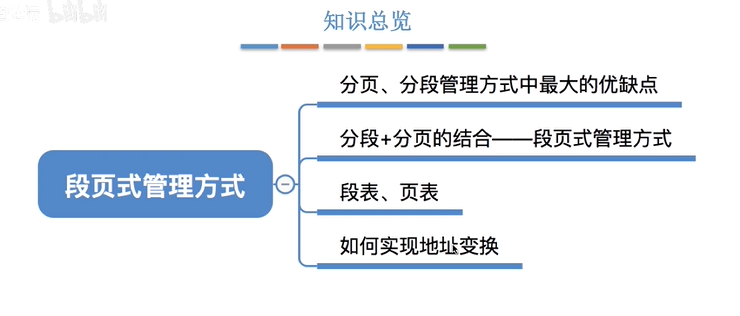 知识总览
分页、分段管理方式中最大的优缺点
分段+分页的结合——段页式管理方式
段页式管理方式
段表、页表
如何实现地址变换